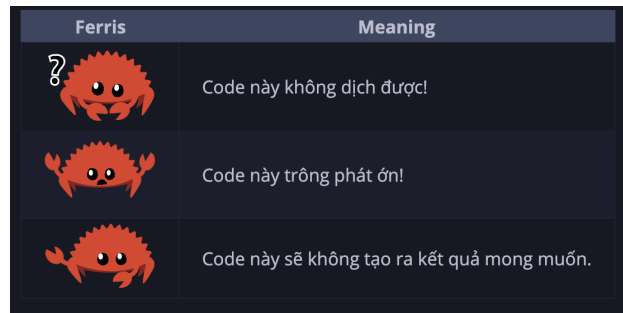 Ferris Meaning
?
Code này không dịch được!
Code này trông phát ớn!
Code này sẽ không tạo ra kết quả mong muốn.